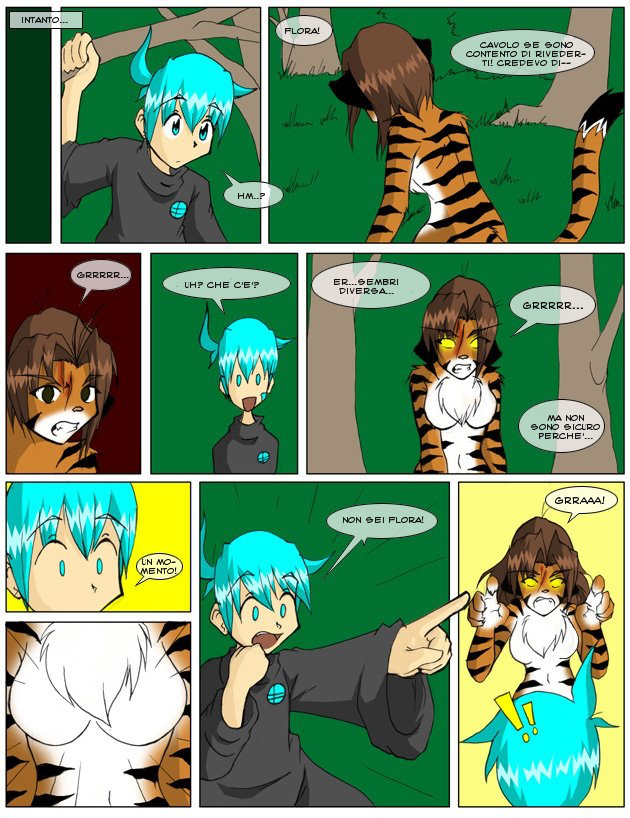 INTANTO...
HM..?
FLORA!
CAVOLO SE SONO
CONTENTO DI RIVEDER-
TI! CREDEVO DI--
GRRRRR...
UH? CHE C'E'?
ER...SEMBRI
DIVERSA...
GRRRRR...
MA NON
SONO SICURO
PERCHE'...
UN MO-
MENTO!
NON SEI FLORA!
GRRAAA!
!!